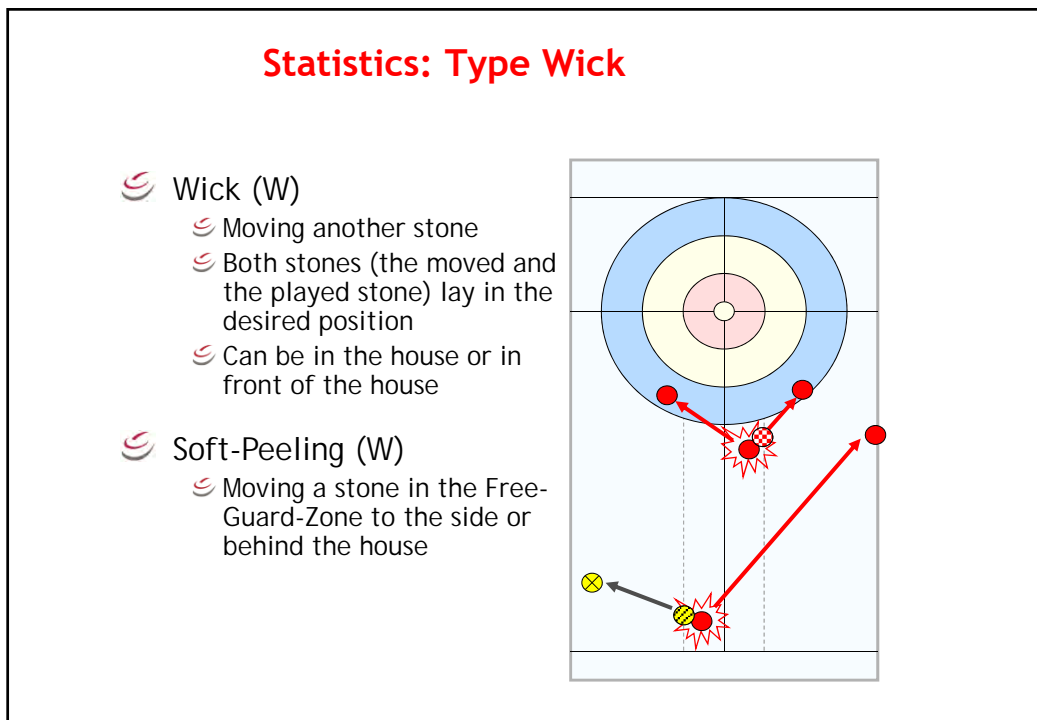 Statistics: Type Wick
Wick (W)
Moving another stone
Both stones (the moved and
the played stone) lay in the
desired position
Can be in the house or in
front of the house
Soft-Peeling (W)
Moving a stone in the Free-
Guard-Zone to the side or
behind the house